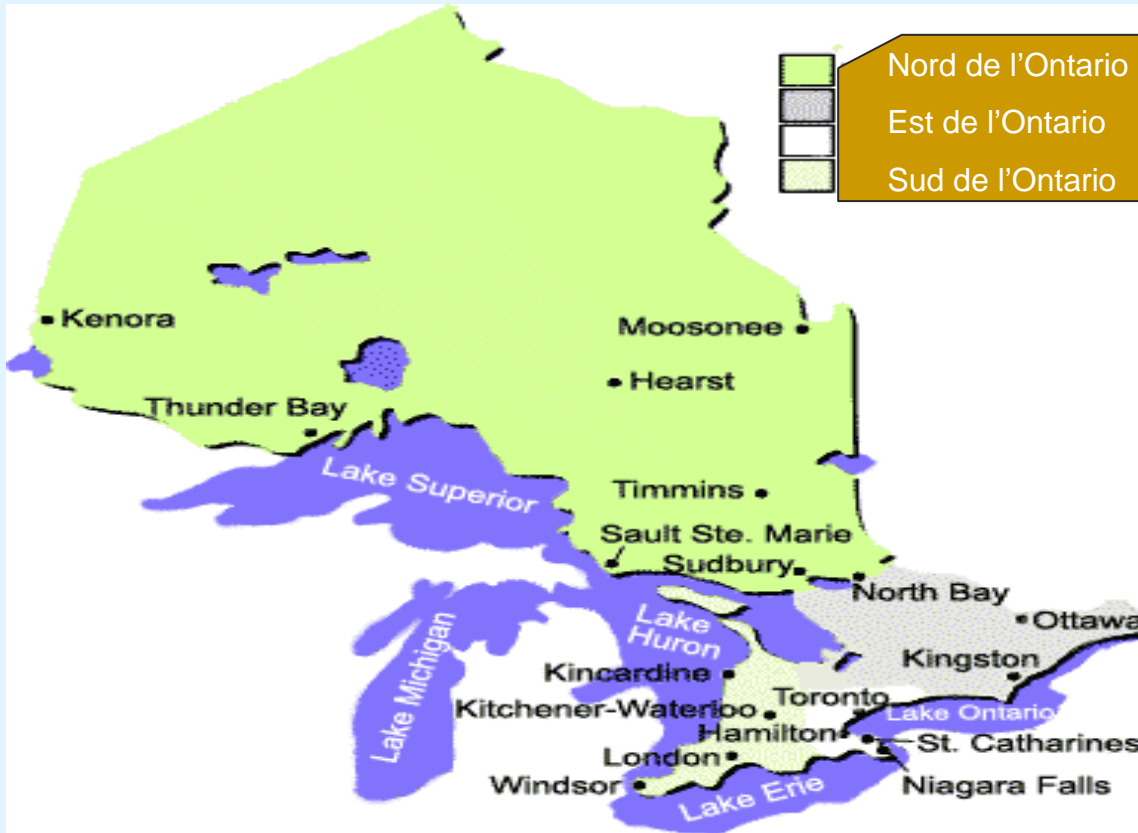 Nord de l’Ontario
Est de l’Ontario
Sud de l’Ontario
Kenora
Moosonee
Hearst
Thunder Bay
Lake Superior
Timmins
Sault Ste. Marie
Sudbury
North Bay
Lake Huron
Ottawa
Lake Michigan
Kingston
Kincardine
Toronto
Kitchener-Waterloo
Lake Ontario
Hamilton
St. Catharines
London
Windsor
Niagara Falls
Lake Erie